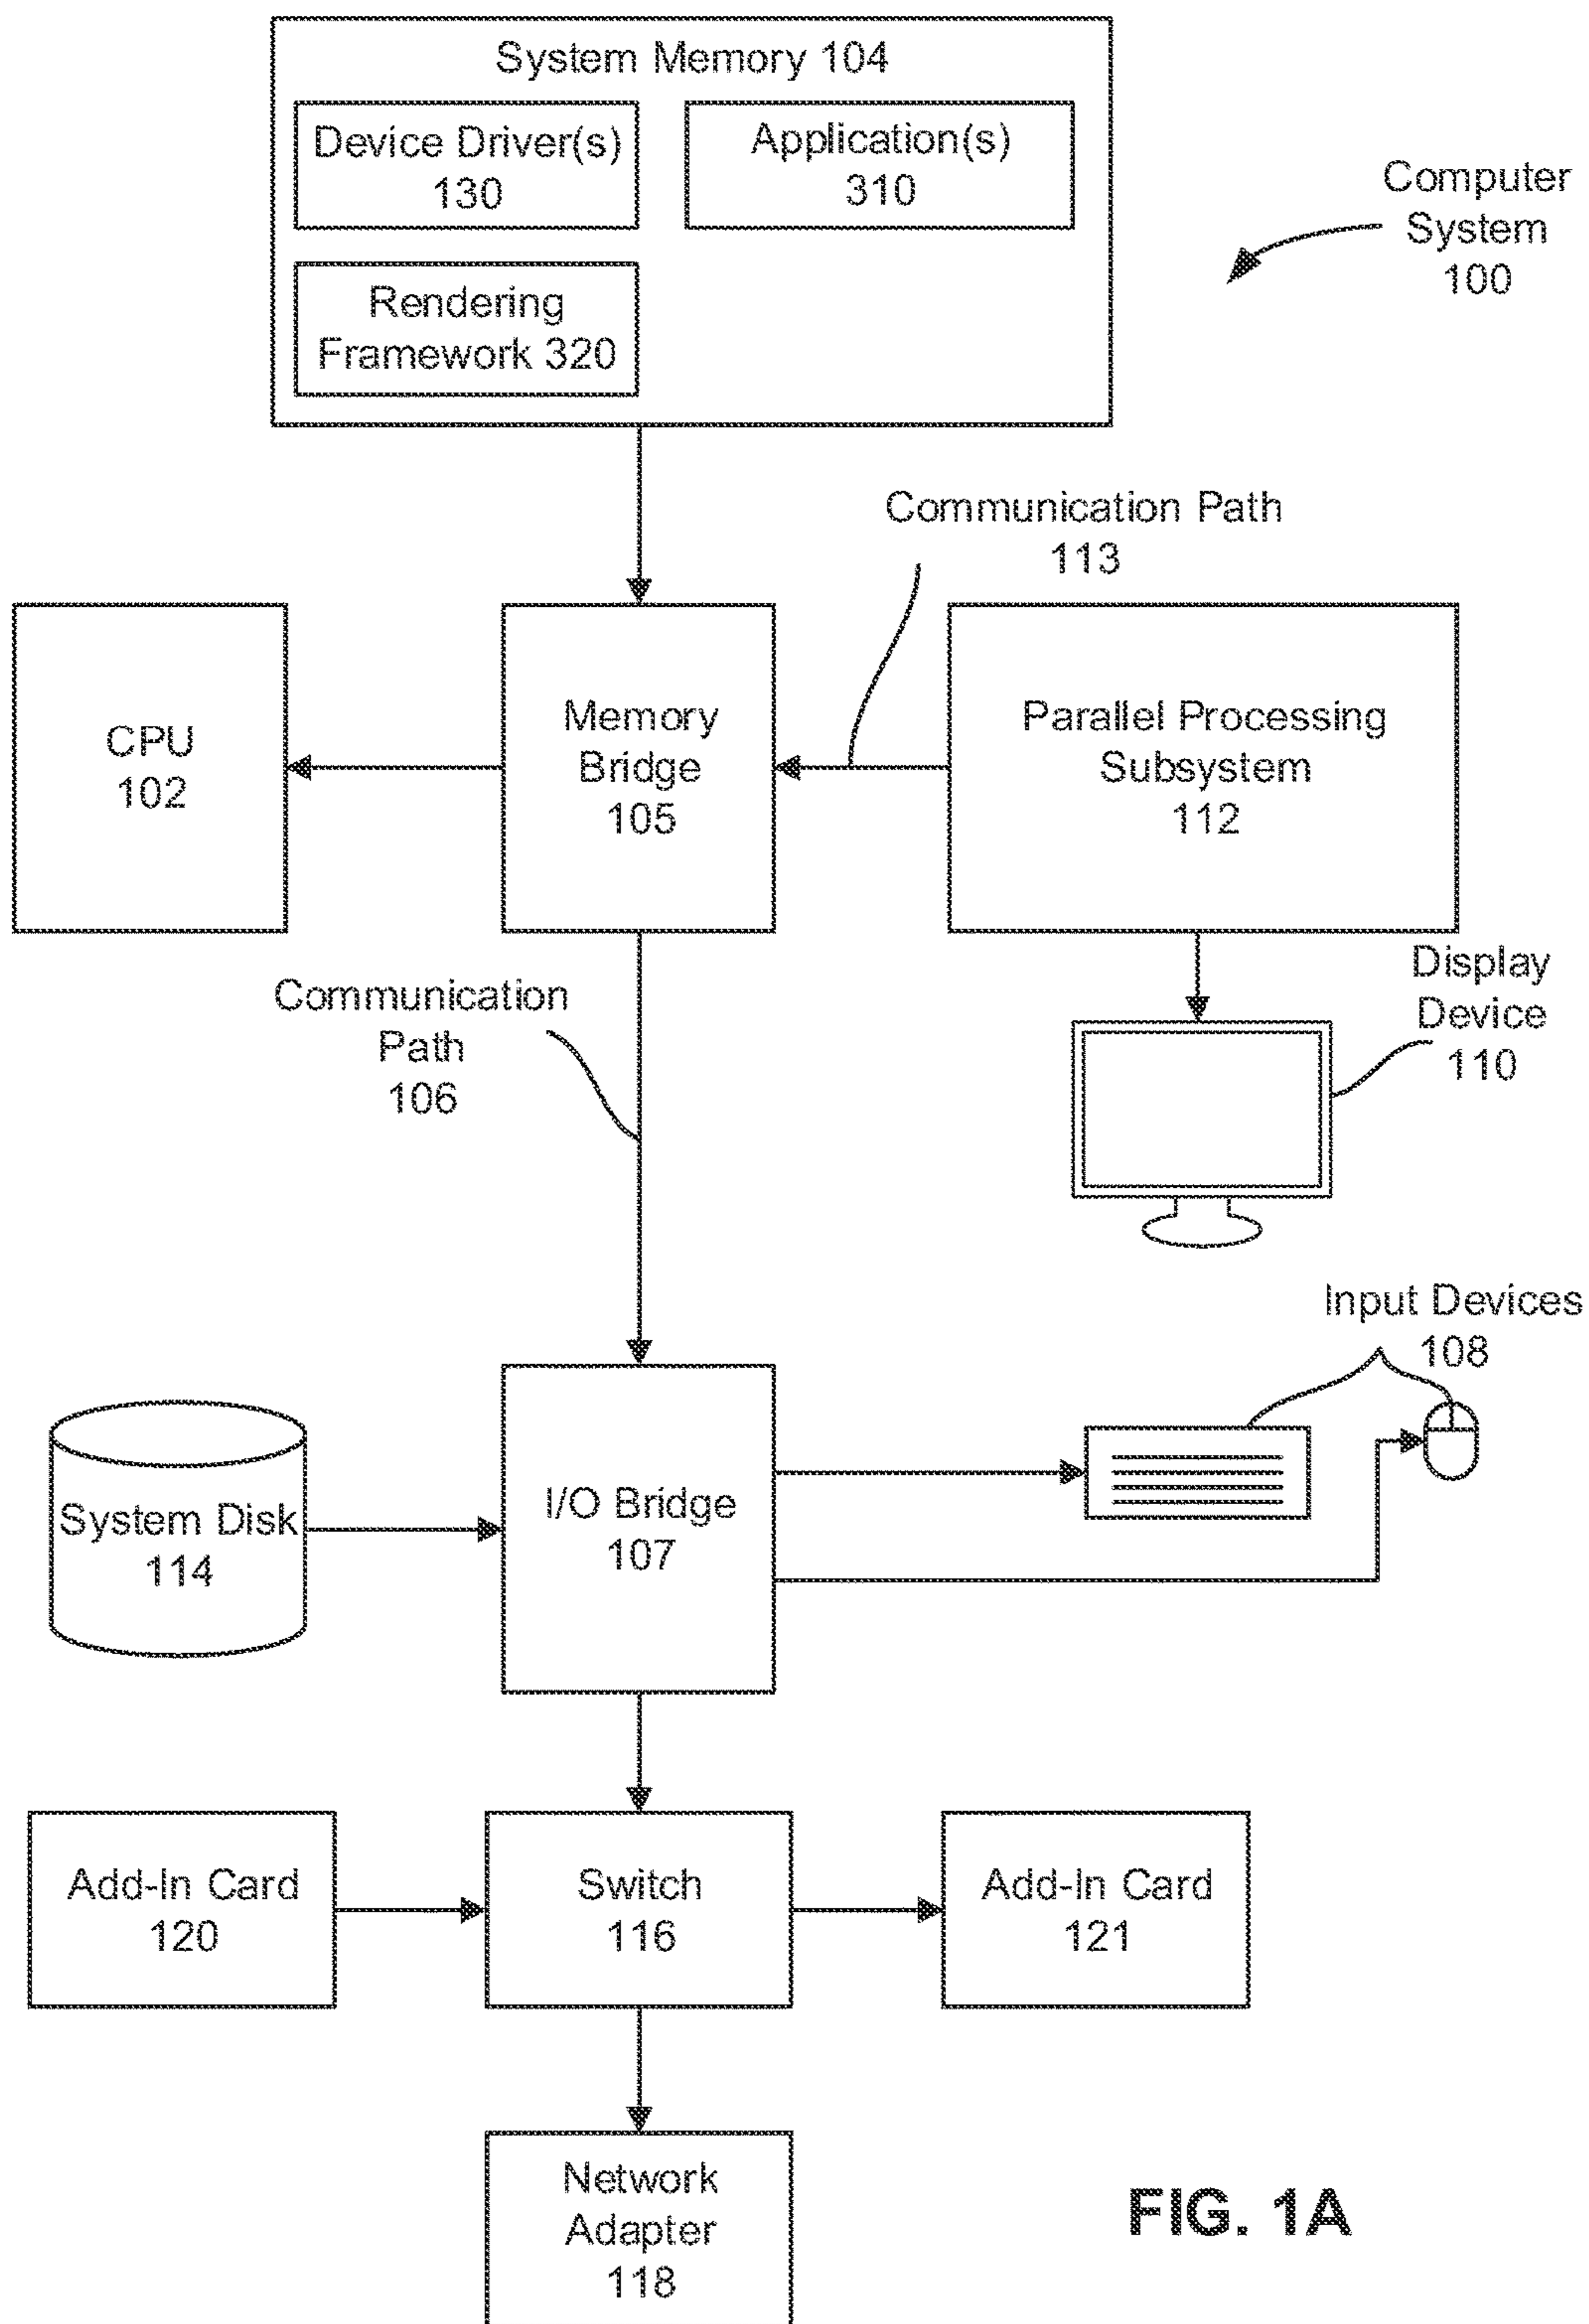 System Memory 104
Device Driver(s)
130
Application(s)
310
Rendering
Framework 320
Computer
System
100
Communication Path
113
CPU
102
Memory
Bridge
105
Parallel Processing
Subsystem
112
Communication
Path
106
Display
Device
110
Input Devices
108
System Disk
114
I/O Bridge
107
Add-In Card
120
Switch
116
Add-In Card
121
Network
Adapter
118
FIG. 1A